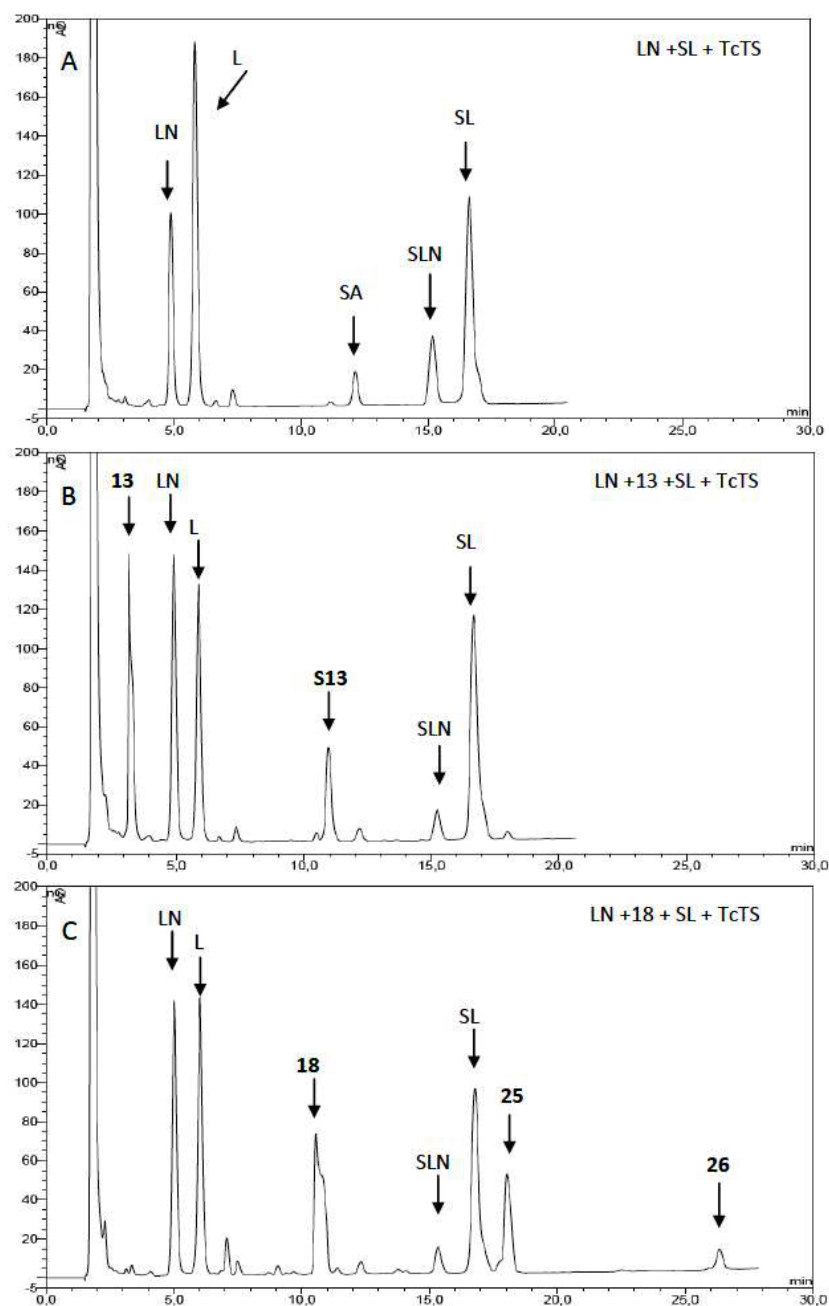 200
180
160
140
120
100
80
60
40
20
-5
A
LN +SL + TcTS
LN
L
SA
SLN
SL
min
0,0 5,0 10,0 15,0 20,0 25,0 30,0
200
180
160
140
120
100
80
60
40
20
-5
B
LN +13 +SL + TcTS
13
LN
L
S13
SLN
SL
min
0,0 5,0 10,0 15,0 20,0 25,0 30,0
200
180
160
140
120
100
80
60
40
20
-5
C
LN +18 + SL + TcTS
LN
L
18
SLN
SL
25
26
min
0,0 5,0 10,0 15,0 20,0 25,0 30,0